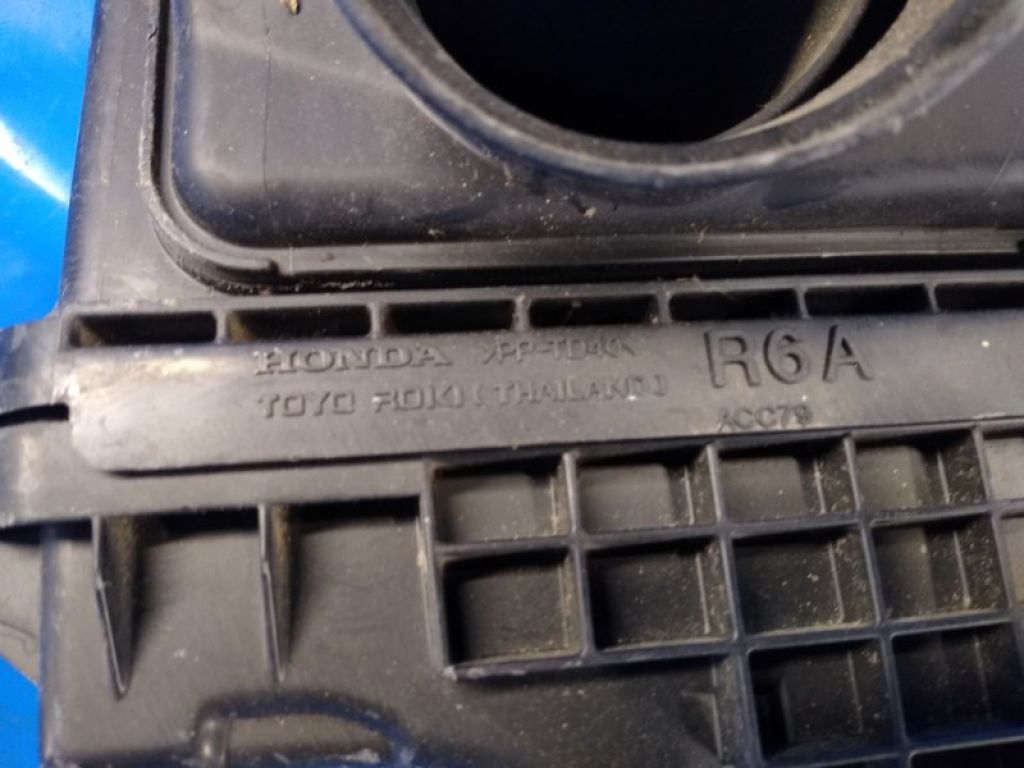 HONDA >PP-TD40<
TOYO ROKI (THAILAND)
R6A
ACC79